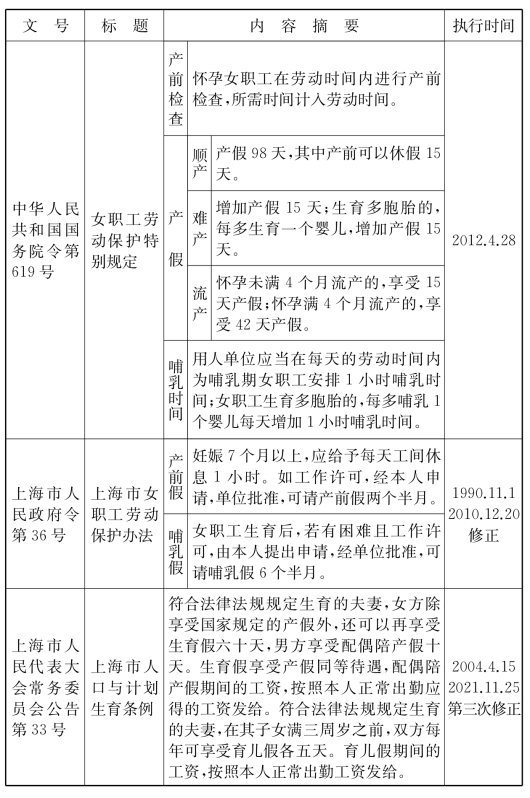 文号 标题 内容摘要 执行时间
中华人民
共和国国
务院令第
619号
女职工劳
动保护特
别规定
产前检查
怀孕女职工在劳动时间内进行产前
检查,所需时间计入劳动时间。
产假
顺产
产假98天,其中产前可以休假15
天。
难产
增加产假15天;生育多胞胎的,
每多生育一个婴儿,增加产假15
天。
流产
怀孕未满4个月流产的,享受15
天产假;怀孕满4个月流产的,享
受42天产假。
哺乳时间
用人单位应当在每天的劳动时间内
为哺乳期女职工安排1小时哺乳时
间;女职工生育多胞胎的,每多哺乳1
个婴儿每天增加1小时哺乳时间。
2012.4.28
上海市人
民政府令
第36号
上海市女
职工劳动
保护办法
产前假
妊娠7个月以上,应给予每天工间休
息1小时。如工作许可,经本人申
请,单位批准,可请产前假两个半月。
哺乳假
女职工生育后,若有困难且工作许
可,由本人提出申请,经单位批准,可
请哺乳假6个半月。
1990.11.1
2010.12.20
修正
上海市人
民代表大
会常务委
员会公告
第33号
上海市人
口与计划
生育条例
符合法律法规规定生育的夫妻,女方除
享受国家规定的产假外,还可以再享受
生育假六十天,男方享受配偶陪产假十
天。生育假享受产假同等待遇,配偶陪
产假期间的工资,按照本人正常出勤应
得的工资发给。符合法律法规规定生育
的夫妻,在其子女满三周岁之前,双方每
年可享受育儿假各五天。育儿假期间的
工资,按照本人正常出勤工资发给。
2004.4.15
2021.11.25
第三次修正